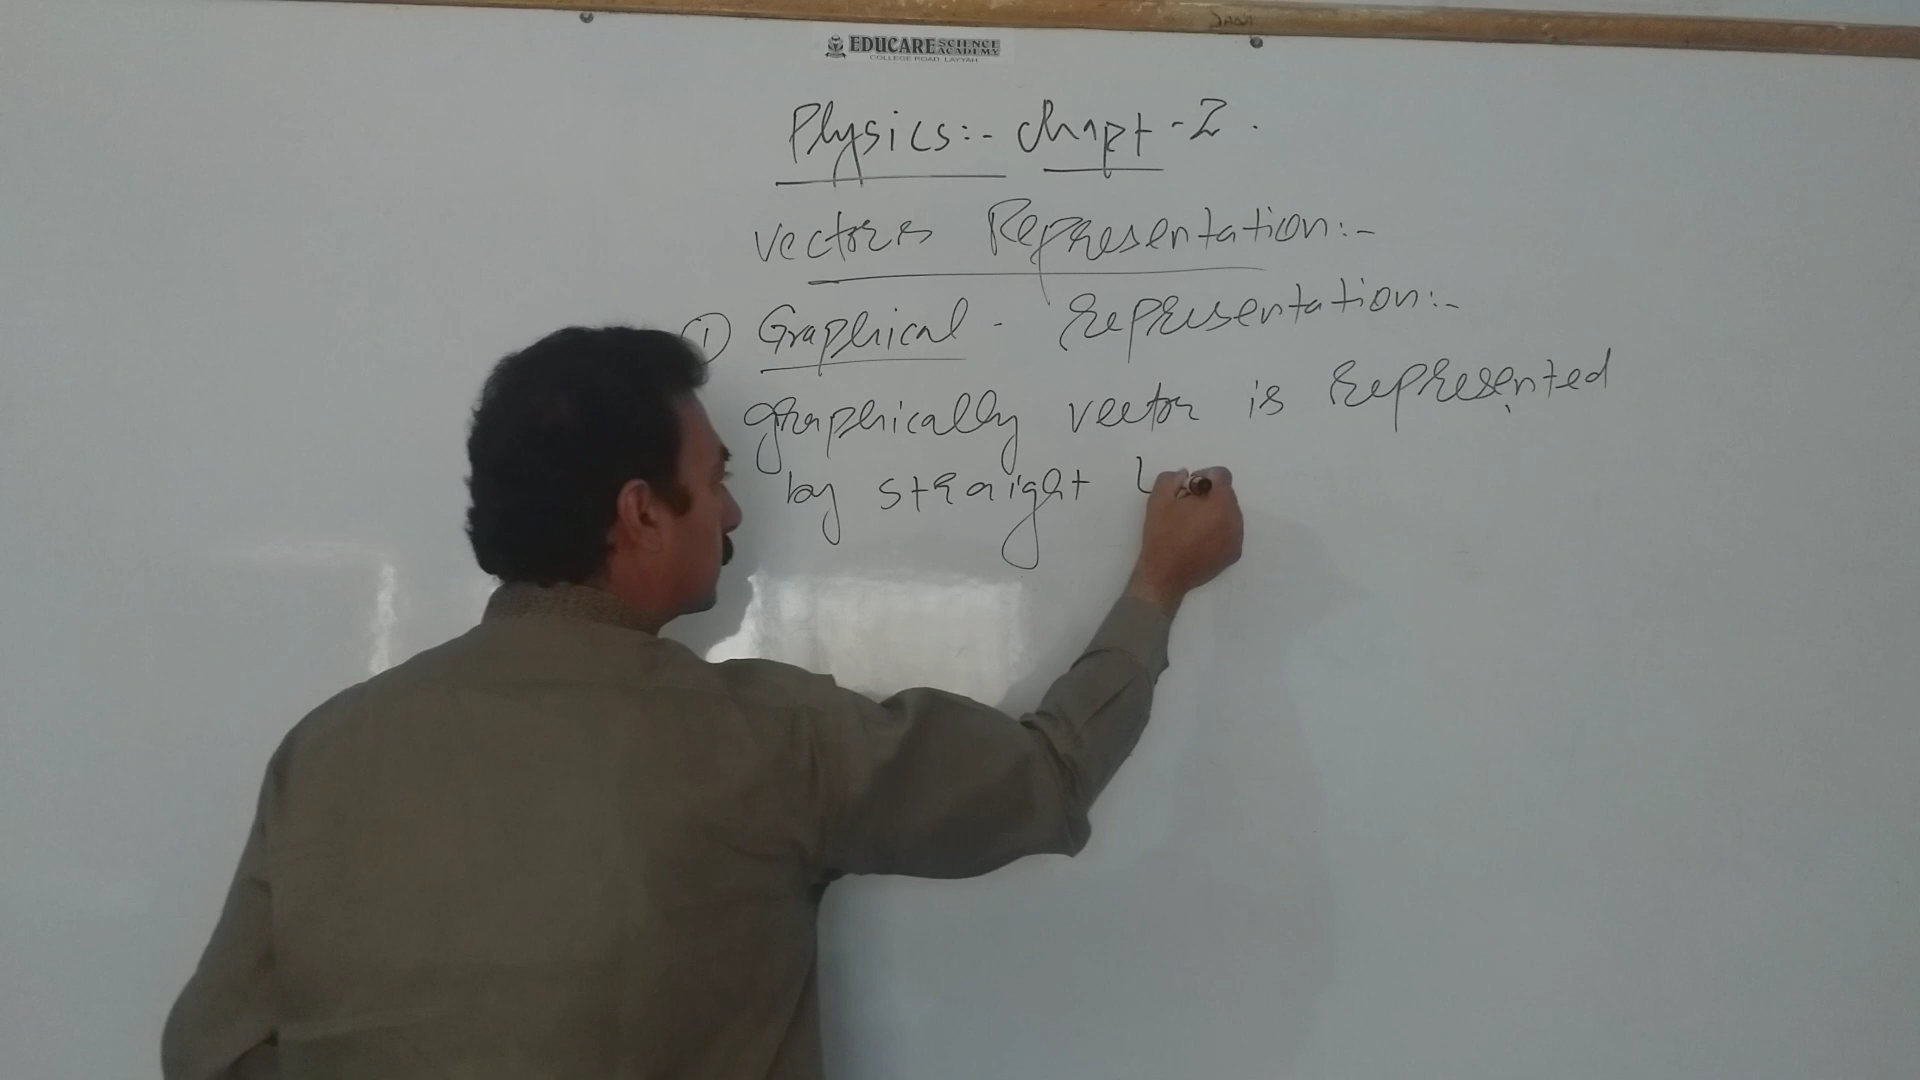 SAAD
EDUCARE SCIENCE ACADEMY
COLLEGE ROAD, LAYYAH
Physics:- Chapt-2.
vectors Representation:-
① Graphical - Representation:-
graphically vector is represented
by straight